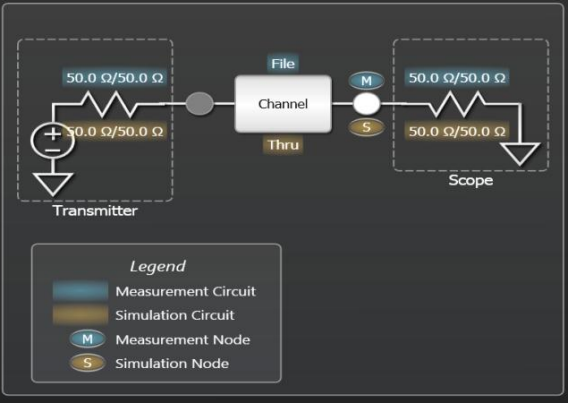 File
50.0 Ω/50.0 Ω
M
50.0 Ω/50.0 Ω
Channel
50.0 Ω/50.0 Ω
S
50.0 Ω/50.0 Ω
Thru
Transmitter
Scope
Legend
Measurement Circuit
Simulation Circuit
M Measurement Node
S Simulation Node